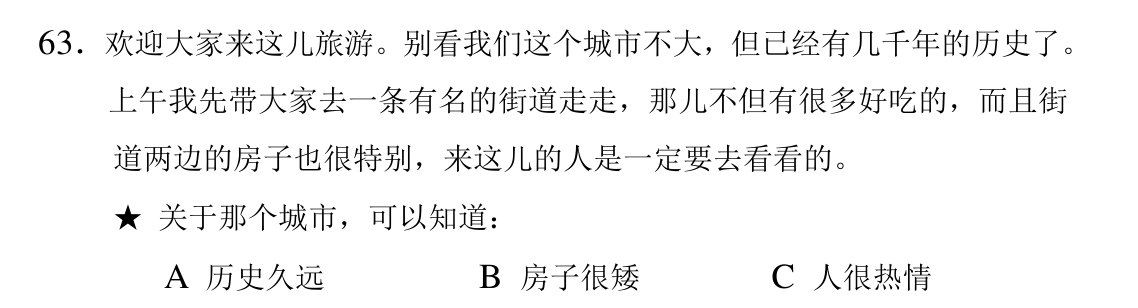 63．欢迎大家来这儿旅游。别看我们这个城市不大，但已经有几千年的历史了。
上午我先带大家去一条有名的街道走走，那儿不但有很多好吃的，而且街
道两边的房子也很特别，来这儿的人是一定要去看看的。
★ 关于那个城市，可以知道：
A 历史久远 B 房子很矮 C 人很热情